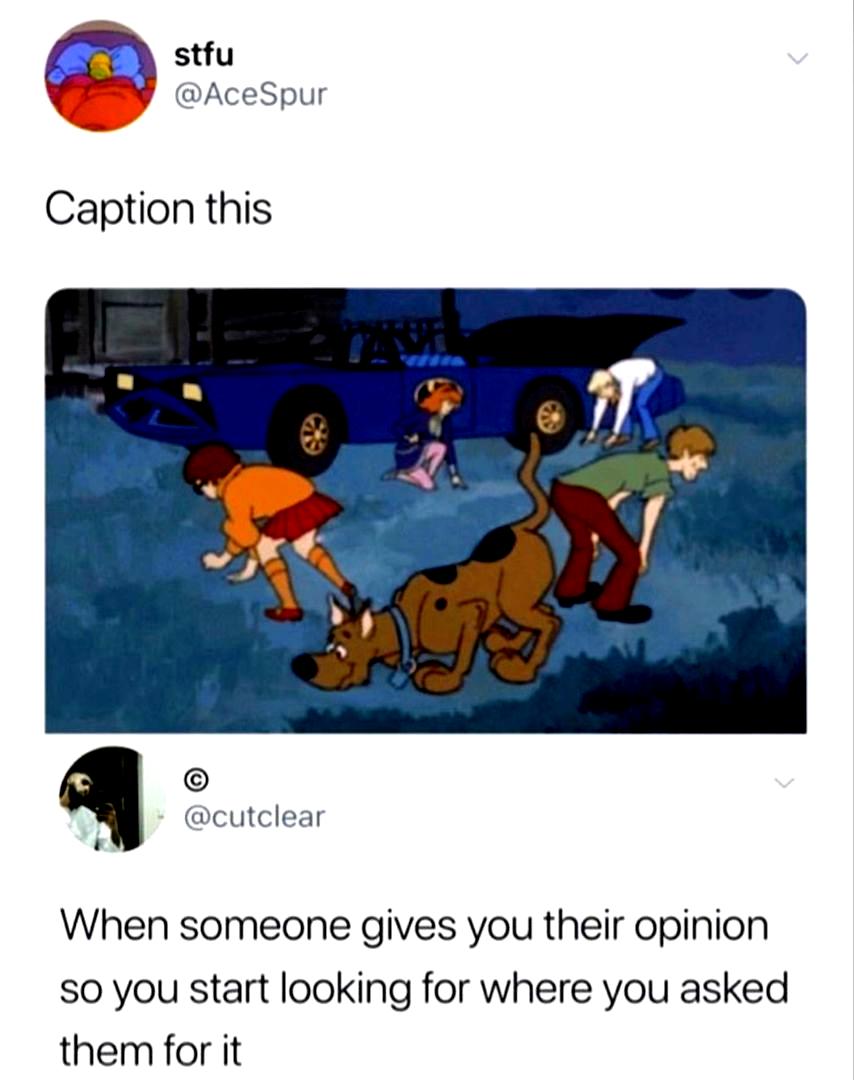 stfu
@AceSpur
Caption this
©
@cutclear
When someone gives you their opinion
so you start looking for where you asked
them for it